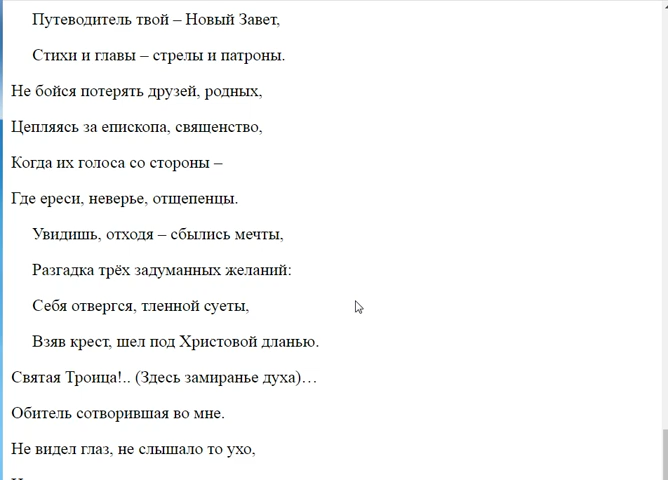 Путеводитель твой – Новый Завет,
Стихи и главы – стрелы и патроны.
Не бойся потерять друзей, родных,
Цепляясь за епископа, священство,
Когда их голоса со стороны –
Где ереси, неверье, отщепенцы.
Увидишь, отходя – сбылись мечты,
Разгадка трёх задуманных желаний:
Себя отвергся, тленной суеты,
Взяв крест, шел под Христовой дланью.
Святая Троица!.. (Здесь замиранье духа)…
Обитель сотворившая во мне.
Не видел глаз, не слышало то ухо,